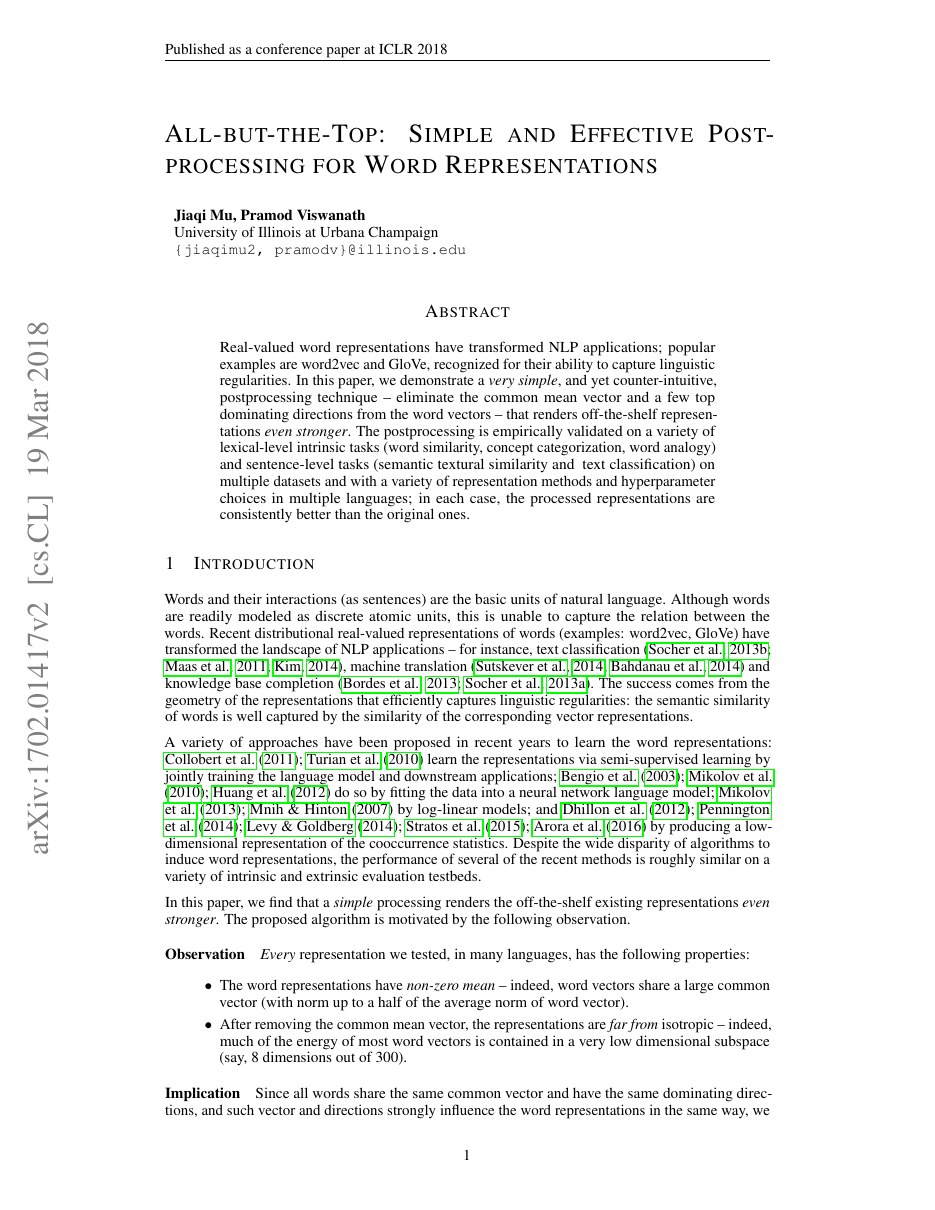 Published as a conference paper at ICLR 2018
ALL-BUT-THE-TOP: SIMPLE AND EFFECTIVE POST-
PROCESSING FOR WORD REPRESENTATIONS
Jiaqi Mu, Pramod Viswanath
University of Illinois at Urbana Champaign
{jiaqimu2, pramodv}@illinois.edu
ABSTRACT
Real-valued word representations have transformed NLP applications; popular
examples are word2vec and GloVe, recognized for their ability to capture linguistic
regularities. In this paper, we demonstrate a very simple, and yet counter-intuitive,
postprocessing technique – eliminate the common mean vector and a few top
dominating directions from the word vectors – that renders off-the-shelf represen-
tations even stronger. The postprocessing is empirically validated on a variety of
lexical-level intrinsic tasks (word similarity, concept categorization, word analogy)
and sentence-level tasks (semantic textural similarity and text classification) on
multiple datasets and with a variety of representation methods and hyperparameter
choices in multiple languages; in each case, the processed representations are
consistently better than the original ones.
1 INTRODUCTION
Words and their interactions (as sentences) are the basic units of natural language. Although words
are readily modeled as discrete atomic units, this is unable to capture the relation between the
words. Recent distributional real-valued representations of words (examples: word2vec, GloVe) have
transformed the landscape of NLP applications – for instance, text classification (Socher et al., 2013b;
Maas et al., 2011; Kim, 2014), machine translation (Sutskever et al., 2014; Bahdanau et al., 2014) and
knowledge base completion (Bordes et al., 2013; Socher et al., 2013a). The success comes from the
geometry of the representations that efficiently captures linguistic regularities: the semantic similarity
of words is well captured by the similarity of the corresponding vector representations.
A variety of approaches have been proposed in recent years to learn the word representations:
Collobert et al. (2011); Turian et al. (2010) learn the representations via semi-supervised learning by
jointly training the language model and downstream applications; Bengio et al. (2003); Mikolov et al.
(2010); Huang et al. (2012) do so by fitting the data into a neural network language model; Mikolov
et al. (2013); Mnih & Hinton (2007) by log-linear models; and Dhillon et al. (2012); Pennington
et al. (2014); Levy & Goldberg (2014); Stratos et al. (2015); Arora et al. (2016) by producing a low-
dimensional representation of the cooccurrence statistics. Despite the wide disparity of algorithms to
induce word representations, the performance of several of the recent methods is roughly similar on a
variety of intrinsic and extrinsic evaluation testbeds.
In this paper, we find that a simple processing renders the off-the-shelf existing representations even
stronger. The proposed algorithm is motivated by the following observation.
Observation Every representation we tested, in many languages, has the following properties:
• The word representations have non-zero mean – indeed, word vectors share a large common
vector (with norm up to a half of the average norm of word vector).
• After removing the common mean vector, the representations are far from isotropic – indeed,
much of the energy of most word vectors is contained in a very low dimensional subspace
(say, 8 dimensions out of 300).
Implication Since all words share the same common vector and have the same dominating direc-
tions, and such vector and directions strongly influence the word representations in the same way, we
1
arXiv:1702.01417v2 [cs.CL] 19 Mar 2018